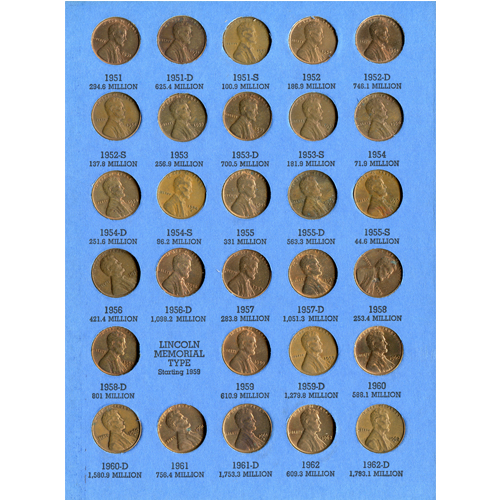 1951 1951-D 1951-S 1952 1952-D
294.6 MILLION 625.4 MILLION 100.9 MILLION 186.9 MILLION 746.1 MILLION
1952-S 1953 1953-D 1953-S 1954
137.8 MILLION 256.9 MILLION 700.5 MILLION 181.9 MILLION 71.9 MILLION
1954-D 1954-S 1955 1955-D 1955-S
251.6 MILLION 96.2 MILLION 331 MILLION 563.3 MILLION 44.6 MILLION
1956 1956-D 1957 1957-D 1958
421.4 MILLION 1,098.2 MILLION 283.8 MILLION 1,051.3 MILLION 253.4 MILLION
LINCOLN
MEMORIAL
TYPE
Starting 1959
1958-D 1959 1959-D 1960
801 MILLION 610.9 MILLION 1,279.8 MILLION 588.1 MILLION
1960-D 1961 1961-D 1962 1962-D
1,580.9 MILLION 756.4 MILLION 1,753.3 MILLION 609.3 MILLION 1,793.1 MILLION